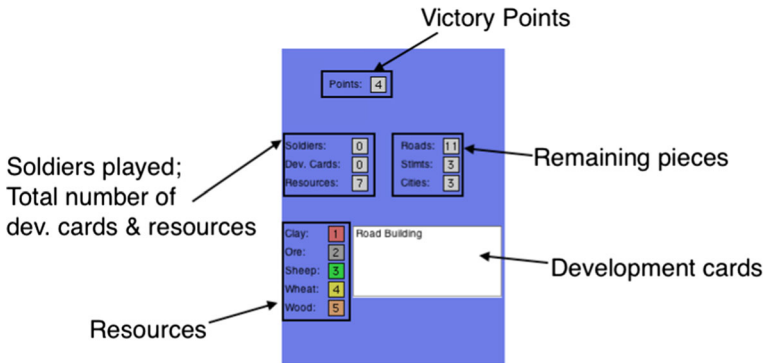 Victory Points
Points: 4
Soldiers: 0
Dev. Cards: 0
Resources: 7
Roads: 11
Stlmts: 3
Cities: 3
Remaining pieces
Soldiers played;
Total number of
dev. cards & resources
Clay: 1
Ore: 2
Sheep: 3
Wheat: 4
Wood: 5
Road Building
Development cards
Resources